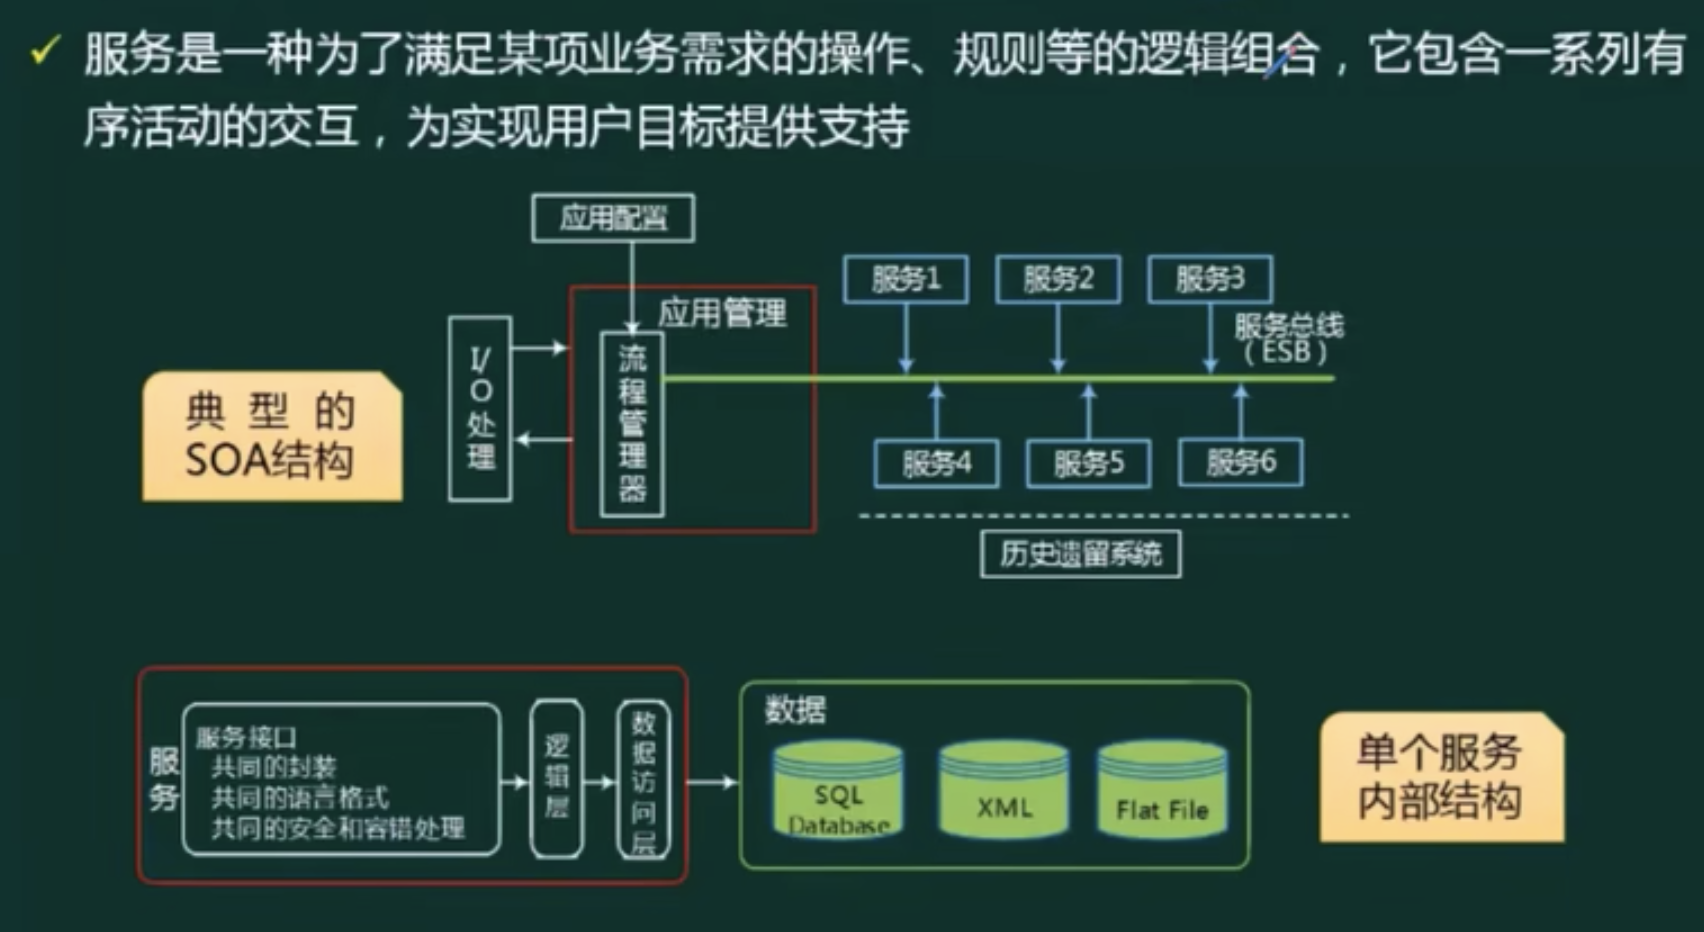 服务是一种为了满足某项业务需求的操作、规则等的逻辑组合，它包含一系列有
序活动的交互，为实现用户目标提供支持
应用配置
应用管理
I/O处理
流程管理器
服务1
服务2
服务3
服务总线
（ESB）
服务4
服务5
服务6
历史遗留系统
典型的
SOA结构
服务
服务接口
共同的封装
共同的语言格式
共同的安全和容错处理
逻辑层
数据访问层
数据
SQL
Database
XML
Flat File
单个服务
内部结构